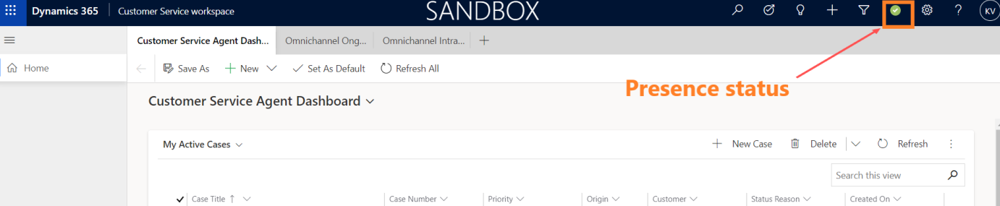 Dynamics 365 Customer Service workspace SANDBOX ? KV
Customer Service Agent Dash... Omnichannel Ong... Omnichannel Intra...
Home
Save As New Set As Default Refresh All
Presence status
Customer Service Agent Dashboard
My Active Cases New Case Delete Refresh
Search this view
Case Title Case Number Priority Origin Customer Status Reason Created On